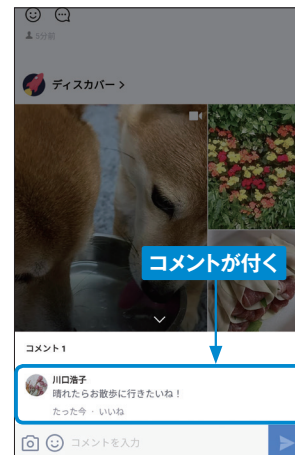 5分前
ディスカバー >
コメントが付く
コメント 1
川口浩子
晴れたらお散歩に行きたいね！
たった今・いいね
コメントを入力